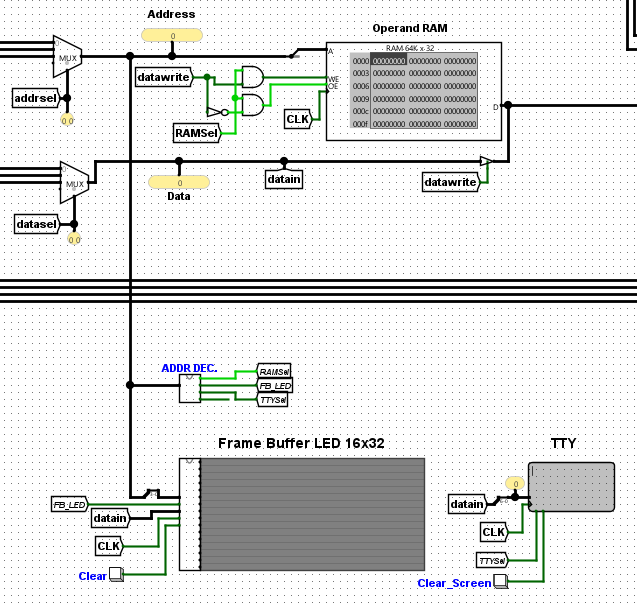 Address
0
MUX
0
addrsel
0 0
datawrite
RAMSel
Operand RAM
RAM 64K x 32
A
WE
OE
D
0000 00000000 00000000 00000000
0003 00000000 00000000 00000000
0006 00000000 00000000 00000000
0009 00000000 00000000 00000000
000c 00000000 00000000 00000000
000f 00000000 00000000 00000000
CLK
MUX
0
datasel
0 0
0
Data
datain
datawrite
ADDR DEC.
RAMSel
FB_LED
TTYSel
Frame Buffer LED 16x32
FB_LED
datain
CLK
Clear
TTY
0
datain
CLK
TTYSel
Clear_Screen